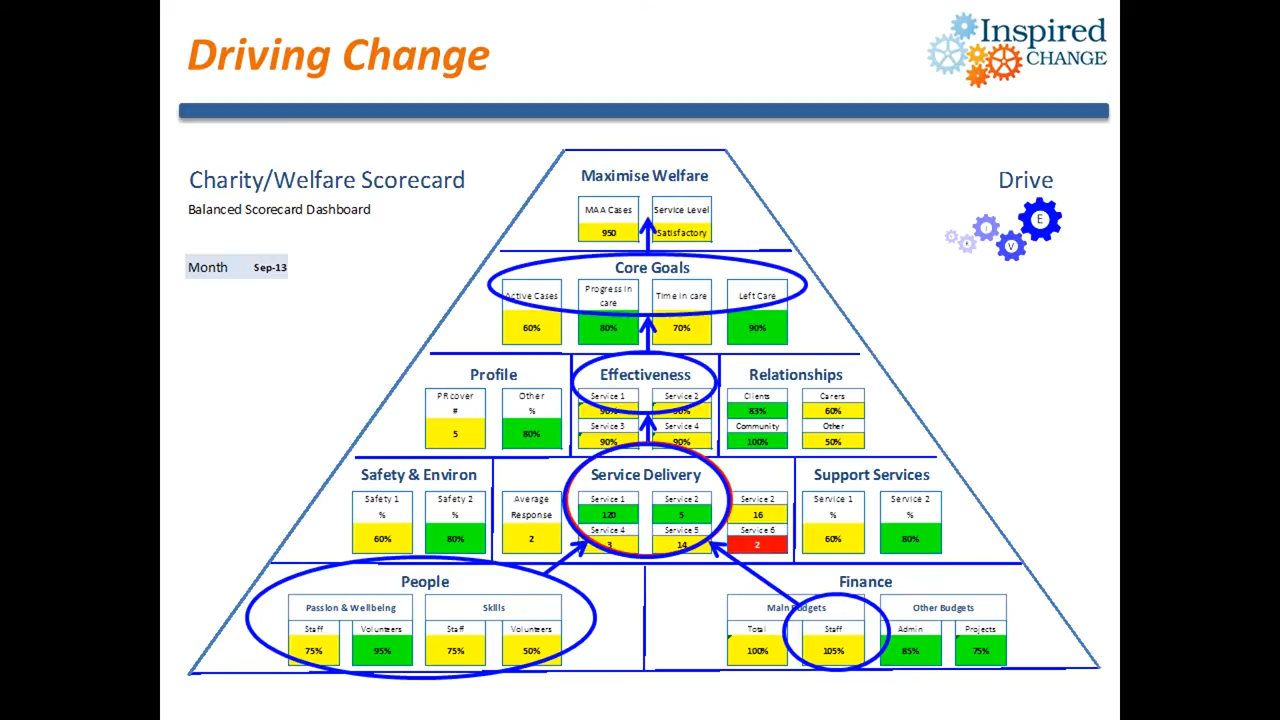 Driving Change
Inspired
CHANGE
Charity/Welfare Scorecard
Balanced Scorecard Dashboard
Month Sep-13
Drive
E
V
Maximise Welfare
MAA Cases Service Level
950 Satisfactory
Core Goals
Active Cases Progress in care Time in care Left Care
60% 80% 70% 90%
Profile Effectiveness Relationships
PR cover Other Service 1 Service 2 Clients Carers
# % 90% 90% 83% 60%
Service 3 Service 4 Community Other
5 80% 90% 90% 100% 50%
Safety & Environ Service Delivery Support Services
Safety 1 Safety 2 Average Service 1 Service 2 Service 2 Service 1 Service 2
% % Response 120 5 16 % %
Service 4 Service 5 Service 6
60% 80% 2 3 14 2 60% 80%
People Finance
Passion & Wellbeing Skills Main Budgets Other Budgets
Staff Volunteers Staff Volunteers Total Staff Admin Projects
75% 95% 75% 50% 100% 105% 85% 75%